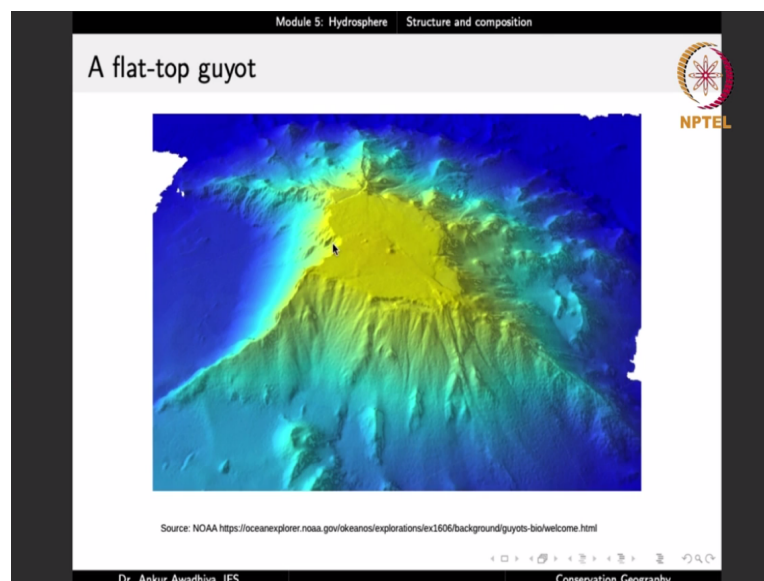 Module 5: Hydrosphere Structure and composition
A flat-top guyot
NPTEL
Source: NOAA https://oceanexplorer.noaa.gov/okeanos/explorations/ex1606/background/guyots-bio/welcome.html
Dr. Ankur Awadhiya, IFS Conservation Geography